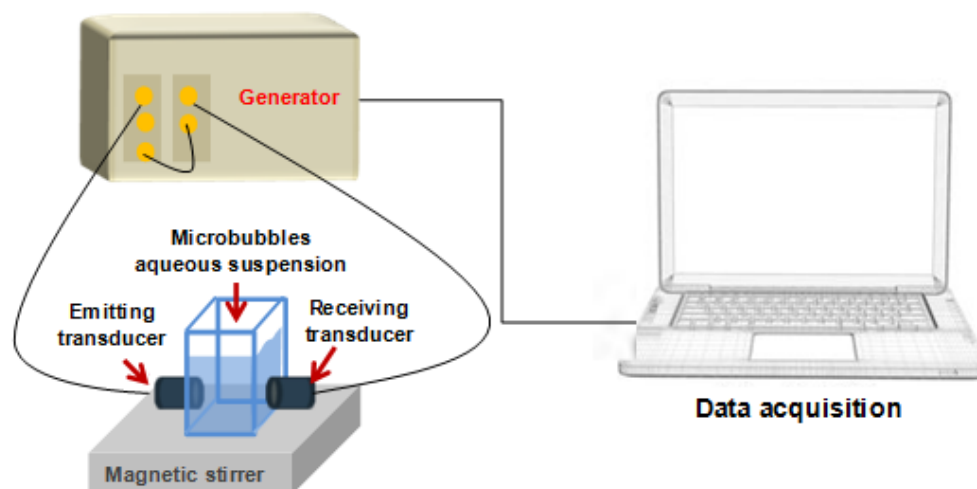 Generator
Microbubbles
aqueous suspension
Emitting
transducer
Receiving
transducer
Data acquisition
Magnetic stirrer